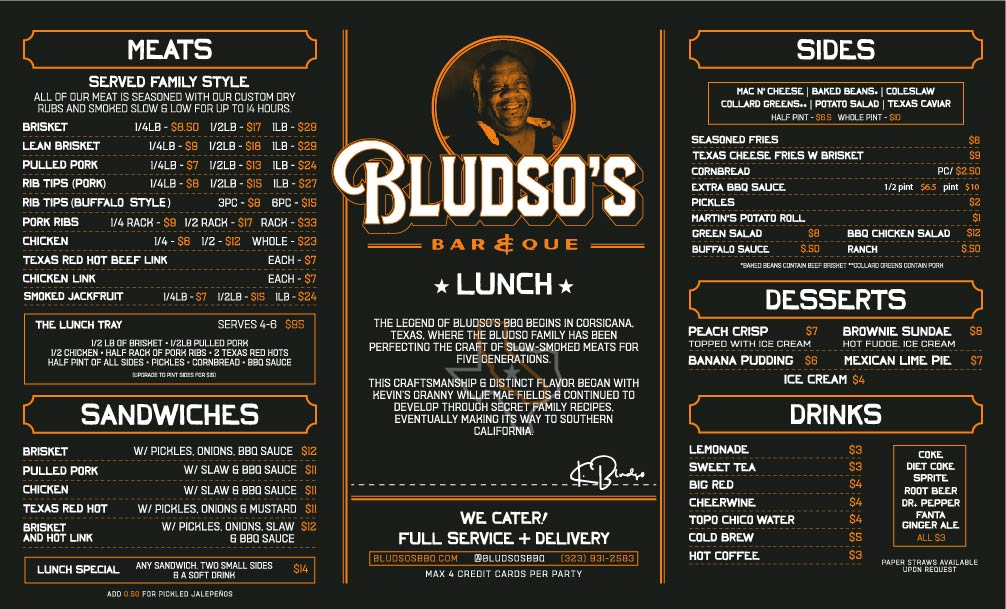 MEATS
SERVED FAMILY STYLE
ALL OF OUR MEAT IS SEASONED WITH OUR CUSTOM DRY
RUBS AND SMOKED SLOW & LOW FOR UP TO 14 HOURS.
BRISKET 1/4LB - $8.50 1/2LB - $17 1LB - $29
LEAN BRISKET 1/4LB - $9 1/2LB - $18 1LB - $29
PULLED PORK 1/4LB - $7 1/2LB - $13 1LB - $24
RIB TIPS (PORK) 1/4LB - $8 1/2LB - $15 1LB - $27
RIB TIPS (BUFFALO STYLE) 3PC - $8 6PC - $15
PORK RIBS 1/4 RACK - $9 1/2 RACK - $17 RACK - $33
CHICKEN 1/4 - $6 1/2 - $12 WHOLE - $23
TEXAS RED HOT BEEF LINK EACH - $7
CHICKEN LINK EACH - $7
SMOKED JACKFRUIT 1/4LB - $7 1/2LB - $15 1LB - $24
THE LUNCH TRAY SERVES 4-6 $95
1/2 LB OF BRISKET • 1/2LB PULLED PORK
1/2 CHICKEN • HALF RACK OF PORK RIBS • 2 TEXAS RED HOTS
HALF PINT OF ALL SIDES • PICKLES • CORNBREAD • BBQ SAUCE
(UPGRADE TO PINT SIDES FOR $15)
SANDWICHES
BRISKET W/ PICKLES, ONIONS, BBQ SAUCE $12
PULLED PORK W/ SLAW & BBQ SAUCE $11
CHICKEN W/ SLAW & BBQ SAUCE $11
TEXAS RED HOT W/ PICKLES, ONIONS & MUSTARD $11
BRISKET W/ PICKLES, ONIONS, SLAW $12
AND HOT LINK & BBQ SAUCE
LUNCH SPECIAL ANY SANDWICH, TWO SMALL SIDES $14
& A SOFT DRINK
ADD 0.50 FOR PICKLED JALEPEÑOS
BLUDSO'S
BAR & QUE
★ LUNCH ★
THE LEGEND OF BLUDSO'S BBQ BEGINS IN CORSICANA,
TEXAS, WHERE THE BLUDSO FAMILY HAS BEEN
PERFECTING THE CRAFT OF SLOW-SMOKED MEATS FOR
FIVE GENERATIONS.
THIS CRAFTSMANSHIP & DISTINCT FLAVOR BEGAN WITH
KEVIN'S GRANNY WILLIE MAE FIELDS & CONTINUED TO
DEVELOP THROUGH SECRET FAMILY RECIPES,
EVENTUALLY MAKING ITS WAY TO SOUTHERN
CALIFORNIA.
K Bludso
WE CATER!
FULL SERVICE + DELIVERY
BLUDSOSBBQ.COM @BLUDSOSBBQ (323) 931-2583
MAX 4 CREDIT CARDS PER PARTY
SIDES
MAC N' CHEESE | BAKED BEANS* | COLESLAW
COLLARD GREENS** | POTATO SALAD | TEXAS CAVIAR
HALF PINT - $6.5 WHOLE PINT - $10
SEASONED FRIES $6
TEXAS CHEESE FRIES W BRISKET $9
CORNBREAD PC/ $2.50
EXTRA BBQ SAUCE 1/2 pint $6.5 pint $10
PICKLES $2
MARTIN'S POTATO ROLL $1
GREEN SALAD $8 BBQ CHICKEN SALAD $12
BUFFALO SAUCE $.50 RANCH $.50
*BAKED BEANS CONTAIN BEEF BRISKET **COLLARD GREENS CONTAIN PORK
DESSERTS
PEACH CRISP $7 BROWNIE SUNDAE $8
TOPPED WITH ICE CREAM HOT FUDGE, ICE CREAM
BANANA PUDDING $6 MEXICAN LIME PIE $7
ICE CREAM $4
DRINKS
LEMONADE $3
SWEET TEA $3
BIG RED $4
CHEERWINE $4
TOPO CHICO WATER $4
COLD BREW $5
HOT COFFEE $3
COKE
DIET COKE
SPRITE
ROOT BEER
DR. PEPPER
FANTA
GINGER ALE
ALL $3
PAPER STRAWS AVAILABLE
UPON REQUEST